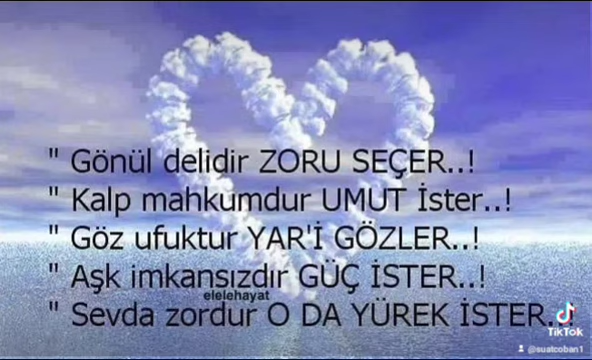 " Gönül delidir ZORU SEÇER..!
" Kalp mahkumdur UMUT İster..!
" Göz ufuktur YAR'İ GÖZLER..!
" Aşk imkansızdır GÜÇ İSTER..!
elelehayat
" Sevda zordur O DA YÜREK İSTER.
TikTok
@suatcoban1